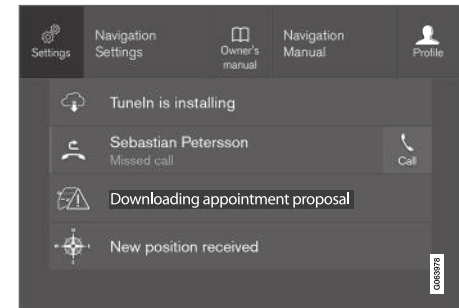 Settings
Navigation
Settings
Owner's
manual
Navigation
Manual
Profile
TuneIn is installing
Sebastian Petersson
Missed call
Call
Downloading appointment proposal
New position received
G063978